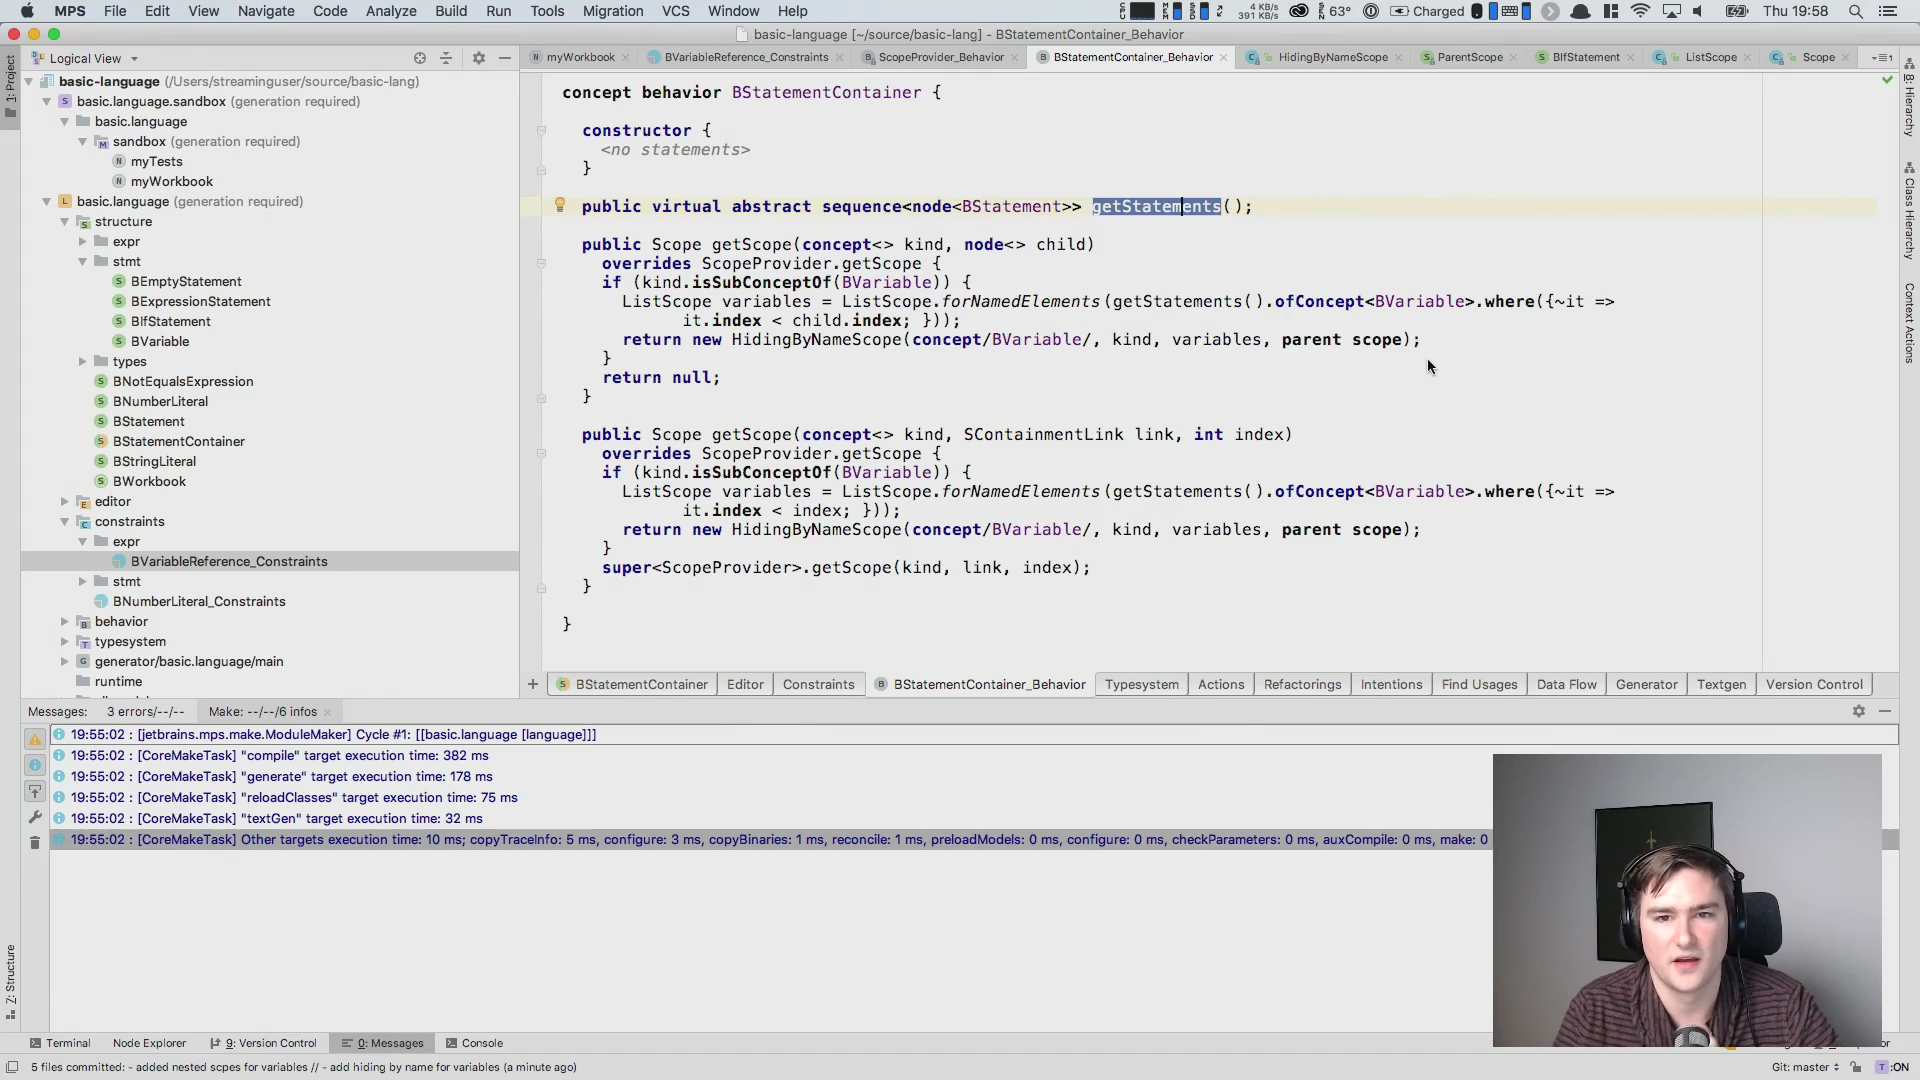 MPS File Edit View Navigate Code Analyze Build Run Tools Migration VCS Window Help
4 KB/s
391 KB/s
63° Charged Thu 19:58
basic-language [~/source/basic-lang] - BStatementContainer_Behavior
Logical View
myWorkbook BVariableReference_Constraints ScopeProvider_Behavior BStatementContainer_Behavior HidingByNameScope ParentScope BIfStatement ListScope Scope
1: Project
basic-language (/Users/streaminguser/source/basic-lang)
basic.language.sandbox (generation required)
basic.language
sandbox (generation required)
myTests
myWorkbook
basic.language (generation required)
structure
expr
stmt
BEmptyStatement
BExpressionStatement
BIfStatement
BVariable
types
BNotEqualsExpression
BNumberLiteral
BStatement
BStatementContainer
BStringLiteral
BWorkbook
editor
constraints
expr
BVariableReference_Constraints
stmt
BNumberLiteral_Constraints
behavior
typesystem
generator/basic.language/main
runtime
concept behavior BStatementContainer {
constructor {
<no statements>
}
public virtual abstract sequence<node<BStatement>> getStatements();
public Scope getScope(concept<> kind, node<> child)
overrides ScopeProvider.getScope {
if (kind.isSubConceptOf(BVariable)) {
ListScope variables = ListScope.forNamedElements(getStatements().ofConcept<BVariable>.where({~it =>
it.index < child.index; }));
return new HidingByNameScope(concept/BVariable/, kind, variables, parent scope);
}
return null;
}
public Scope getScope(concept<> kind, SContainmentLink link, int index)
overrides ScopeProvider.getScope {
if (kind.isSubConceptOf(BVariable)) {
ListScope variables = ListScope.forNamedElements(getStatements().ofConcept<BVariable>.where({~it =>
it.index < index; }));
return new HidingByNameScope(concept/BVariable/, kind, variables, parent scope);
}
super<ScopeProvider>.getScope(kind, link, index);
}
}
8: Hierarchy
Class Hierarchy
Context Actions
+ BStatementContainer Editor Constraints BStatementContainer_Behavior Typesystem Actions Refactorings Intentions Find Usages Data Flow Generator Textgen Version Control
Messages: 3 errors/--/-- Make: --/--/6 infos
19:55:02 : [jetbrains.mps.make.ModuleMaker] Cycle #1: [[basic.language [language]]]
19:55:02 : [CoreMakeTask] "compile" target execution time: 382 ms
19:55:02 : [CoreMakeTask] "generate" target execution time: 178 ms
19:55:02 : [CoreMakeTask] "reloadClasses" target execution time: 75 ms
19:55:02 : [CoreMakeTask] "textGen" target execution time: 32 ms
19:55:02 : [CoreMakeTask] Other targets execution time: 10 ms; copyTraceInfo: 5 ms, configure: 3 ms, copyBinaries: 1 ms, reconcile: 1 ms, preloadModels: 0 ms, configure: 0 ms, checkParameters: 0 ms, auxCompile: 0 ms, make: 0
Z: Structure
Terminal Node Explorer 9: Version Control 0: Messages Console
5 files committed: - added nested scpes for variables // - add hiding by name for variables (a minute ago)
Git: master T :ON